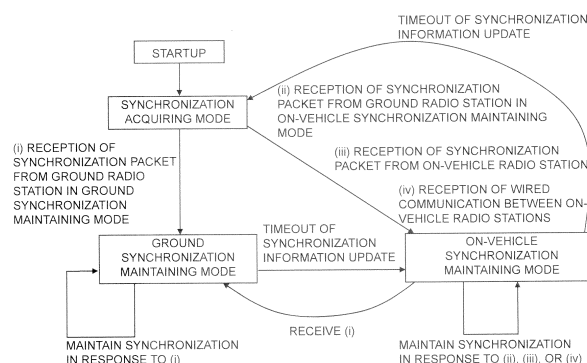 TIMEOUT OF SYNCHRONIZATION
INFORMATION UPDATE
STARTUP
SYNCHRONIZATION
ACQUIRING MODE
(ii) RECEPTION OF SYNCHRONIZATION
PACKET FROM GROUND RADIO STATION IN
ON-VEHICLE SYNCHRONIZATION MAINTAINING
MODE
(i) RECEPTION OF
SYNCHRONIZATION PACKET
FROM GROUND RADIO
STATION IN GROUND
SYNCHRONIZATION
MAINTAINING MODE
(iii) RECEPTION OF SYNCHRONIZATION
PACKET FROM ON-VEHICLE RADIO STATION
(iv) RECEPTION OF WIRED
COMMUNICATION BETWEEN ON-
VEHICLE RADIO STATIONS
GROUND
SYNCHRONIZATION
MAINTAINING MODE
TIMEOUT OF
SYNCHRONIZATION
INFORMATION UPDATE
ON-VEHICLE
SYNCHRONIZATION
MAINTAINING MODE
RECEIVE (i)
MAINTAIN SYNCHRONIZATION
IN RESPONSE TO (i)
MAINTAIN SYNCHRONIZATION
IN RESPONSE TO (ii), (iii), OR (iv)